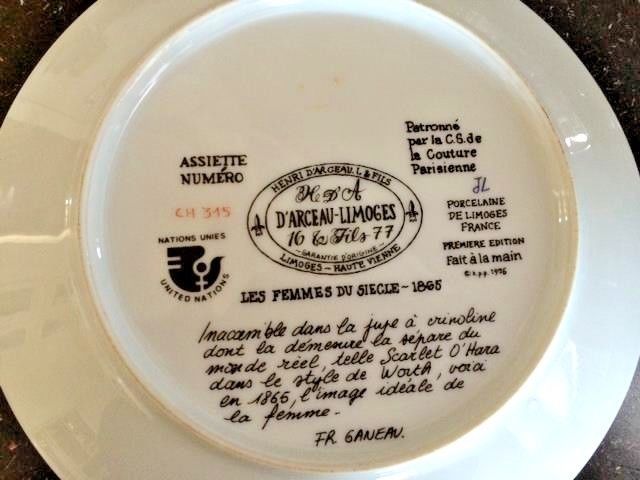 ASSIETTE
NUMÉRO
CH 315
NATIONS UNIES
UNITED NATIONS
HENRI D'ARCEAU. L & FILS
H D'A
D'ARCEAU-LIMOGES
16 & Fils 77
GARANTIE D'ORIGINE
LIMOGES - HAUTE VIENNE
Patronné
par la C.S. de
la Couture
Parisienne
JL
PORCELAINE
DE LIMOGES
FRANCE
PREMIÈRE EDITION
Fait à la main
1976
LES FEMMES DU SIECLE ~ 1865
Inaccessible dans la jupe à crinoline
dont la démesure la sépare du
monde réel, telle Scarlet O'Hara
dans le style de Worth, voici
en 1865, l'image idéale de
la femme.
FR GANEAU.